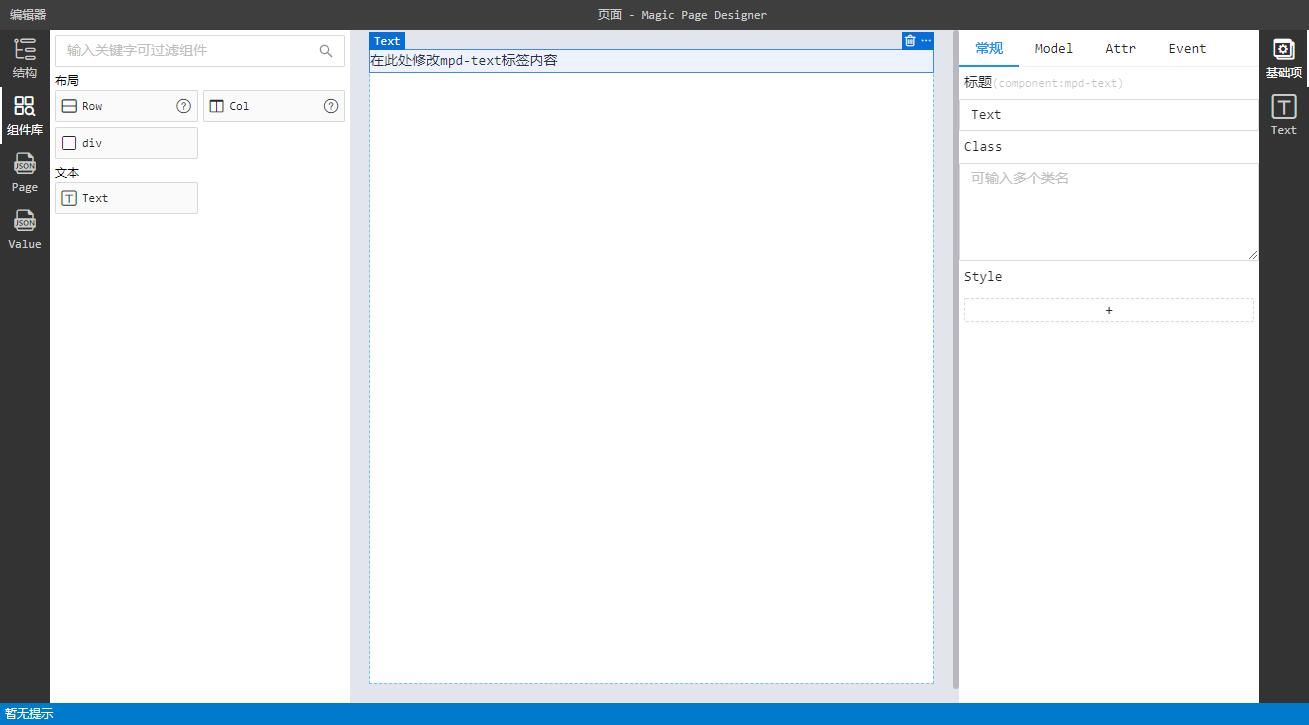 编辑器
页面 - Magic Page Designer
结构
组件库
Page
Value
输入关键字可过滤组件
布局
Row
Col
div
文本
Text
Text
在此处修改mpd-text标签内容
常规 Model Attr Event
标题(component:mpd-text)
Text
Class
可输入多个类名
Style
+
基础项
Text
暂无提示